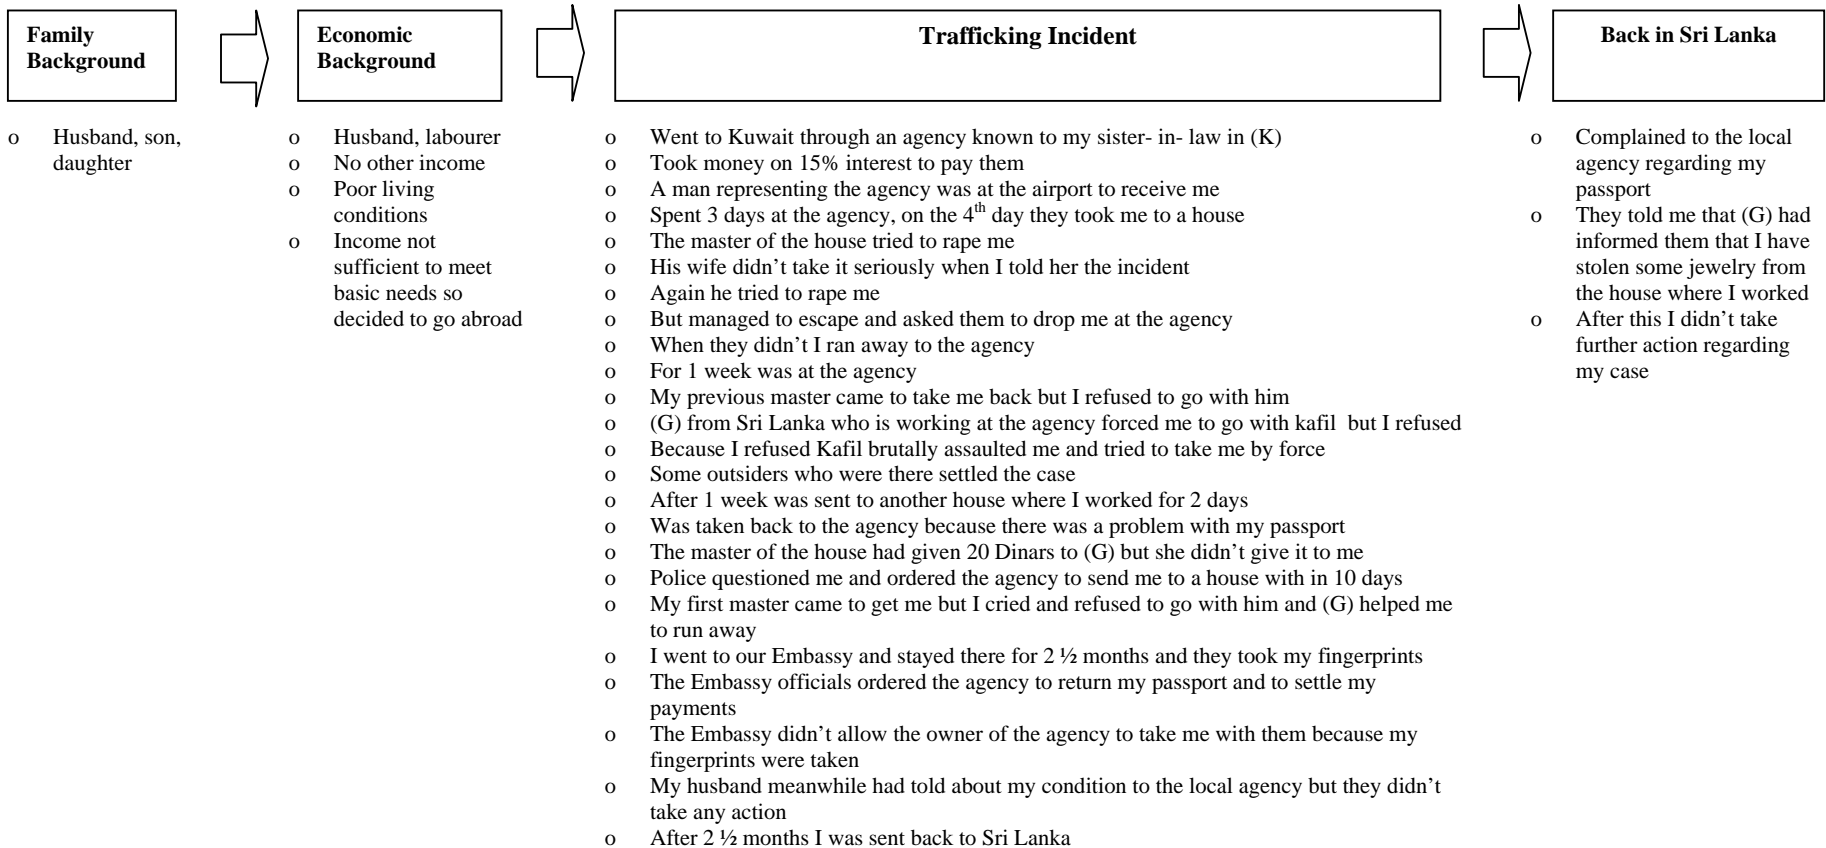 Family
Background
Economic
Background
Trafficking Incident
Back in Sri Lanka
o Husband, son,
daughter
o Husband, labourer
o No other income
o Poor living
conditions
o Income not
sufficient to meet
basic needs so
decided to go abroad
o Went to Kuwait through an agency known to my sister- in- law in (K)
o Took money on 15% interest to pay them
o A man representing the agency was at the airport to receive me
o Spent 3 days at the agency, on the 4th day they took me to a house
o The master of the house tried to rape me
o His wife didn’t take it seriously when I told her the incident
o Again he tried to rape me
o But managed to escape and asked them to drop me at the agency
o When they didn’t I ran away to the agency
o For 1 week was at the agency
o My previous master came to take me back but I refused to go with him
o (G) from Sri Lanka who is working at the agency forced me to go with kafil but I refused
o Because I refused Kafil brutally assaulted me and tried to take me by force
o Some outsiders who were there settled the case
o After 1 week was sent to another house where I worked for 2 days
o Was taken back to the agency because there was a problem with my passport
o The master of the house had given 20 Dinars to (G) but she didn’t give it to me
o Police questioned me and ordered the agency to send me to a house with in 10 days
o My first master came to get me but I cried and refused to go with him and (G) helped me
to run away
o I went to our Embassy and stayed there for 2 ½ months and they took my fingerprints
o The Embassy officials ordered the agency to return my passport and to settle my
payments
o The Embassy didn’t allow the owner of the agency to take me with them because my
fingerprints were taken
o My husband meanwhile had told about my condition to the local agency but they didn’t
take any action
o After 2 ½ months I was sent back to Sri Lanka
o Complained to the local
agency regarding my
passport
o They told me that (G) had
informed them that I have
stolen some jewelry from
the house where I worked
o After this I didn’t take
further action regarding
my case